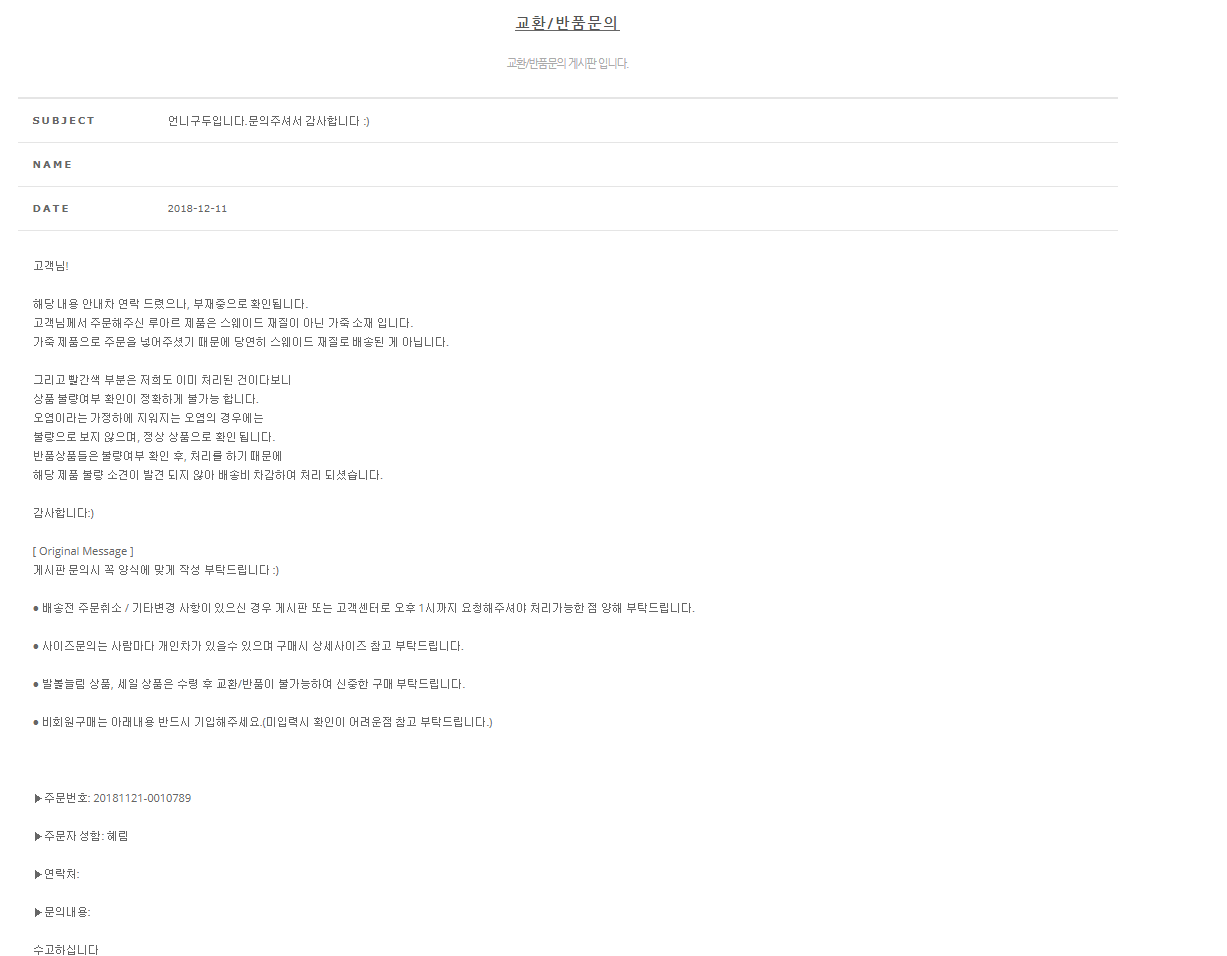 교환/반품문의
교환/반품문의 게시판 입니다.
SUBJECT 언니구두입니다.문의주셔서 감사합니다 :)
NAME
DATE 2018-12-11
고객님!
해당 내용 안내차 연락 드렸으나, 부재중으로 확인됩니다.
고객님께서 주문해주신 루아르 제품은 스웨이드 재질이 아닌 가죽 소재 입니다.
가죽 제품으로 주문을 넣어주셨기 때문에 당연히 스웨이드 재질로 배송된 게 아닙니다.
그리고 빨간색 부분은 저희도 이미 처리된 건이다보니
상품 불량여부 확인이 정확하게 불가능 합니다.
오염이라는 가정하에 지워지는 오염의 경우에는
불량으로 보지 않으며, 정상 상품으로 확인 됩니다.
반품상품들은 불량여부 확인 후, 처리를 하기 때문에
해당 제품 불량 소견이 발견 되지 않아 배송비 차감하여 처리 되셨습니다.
감사합니다:)
[ Original Message ]
게시판 문의시 꼭 양식에 맞게 작성 부탁드립니다 :)
● 배송전 주문취소 / 기타변경 사항이 있으신 경우 게시판 또는 고객센터로 오후 1시까지 요청해주셔야 처리가능한 점 양해 부탁드립니다.
● 사이즈문의는 사람마다 개인차가 있을수 있으며 구매시 상세사이즈 참고 부탁드립니다.
● 발볼늘림 상품, 세일 상품은 수령 후 교환/반품이 불가능하여 신중한 구매 부탁드립니다.
● 비회원구매는 아래내용 반드시 기입해주세요.(미입력시 확인이 어려운점 참고 부탁드립니다.)
▶주문번호: 20181121-0010789
▶주문자 성함: 혜림
▶연락처:
▶문의내용:
수고하십니다